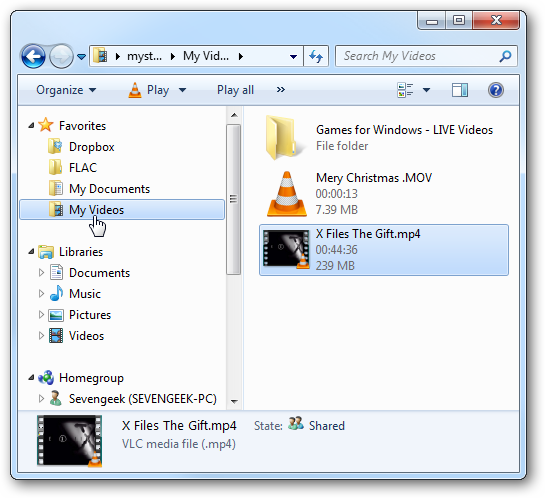 myst... ▸ My Vid... ▸
Search My Videos
Organize Play Play all »
Favorites
Dropbox
FLAC
My Documents
My Videos
Libraries
Documents
Music
Pictures
Videos
Homegroup
Sevengeek (SEVENGEEK-PC)
Games for Windows - LIVE Videos
File folder
Mery Christmas .MOV
00:00:13
7.39 MB
X Files The Gift.mp4
00:44:36
239 MB
X Files The Gift.mp4 State: Shared
VLC media file (.mp4)